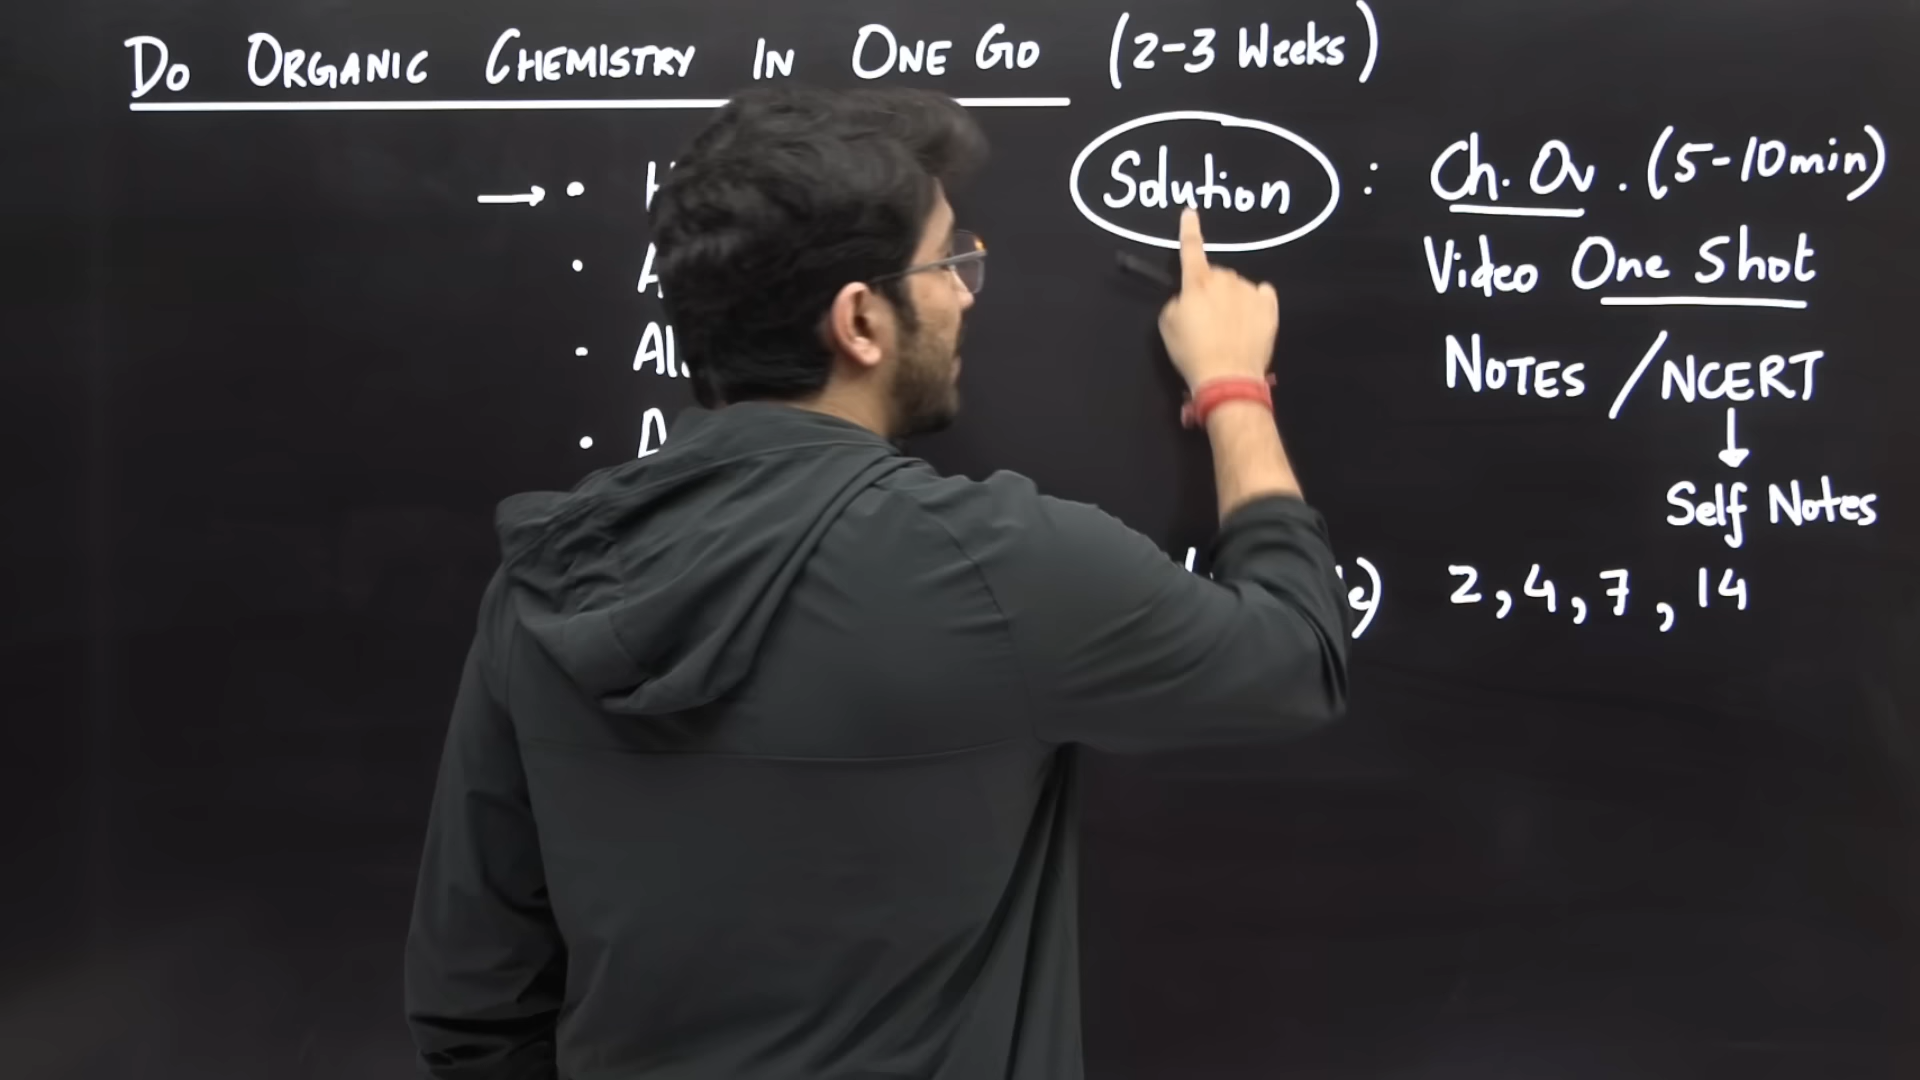 DO ORGANIC CHEMISTRY IN ONE GO (2-3 Weeks)
Solution : Ch. Ov. (5-10min)
Video One Shot
NOTES / NCERT
Self Notes
2, 4, 7, 14